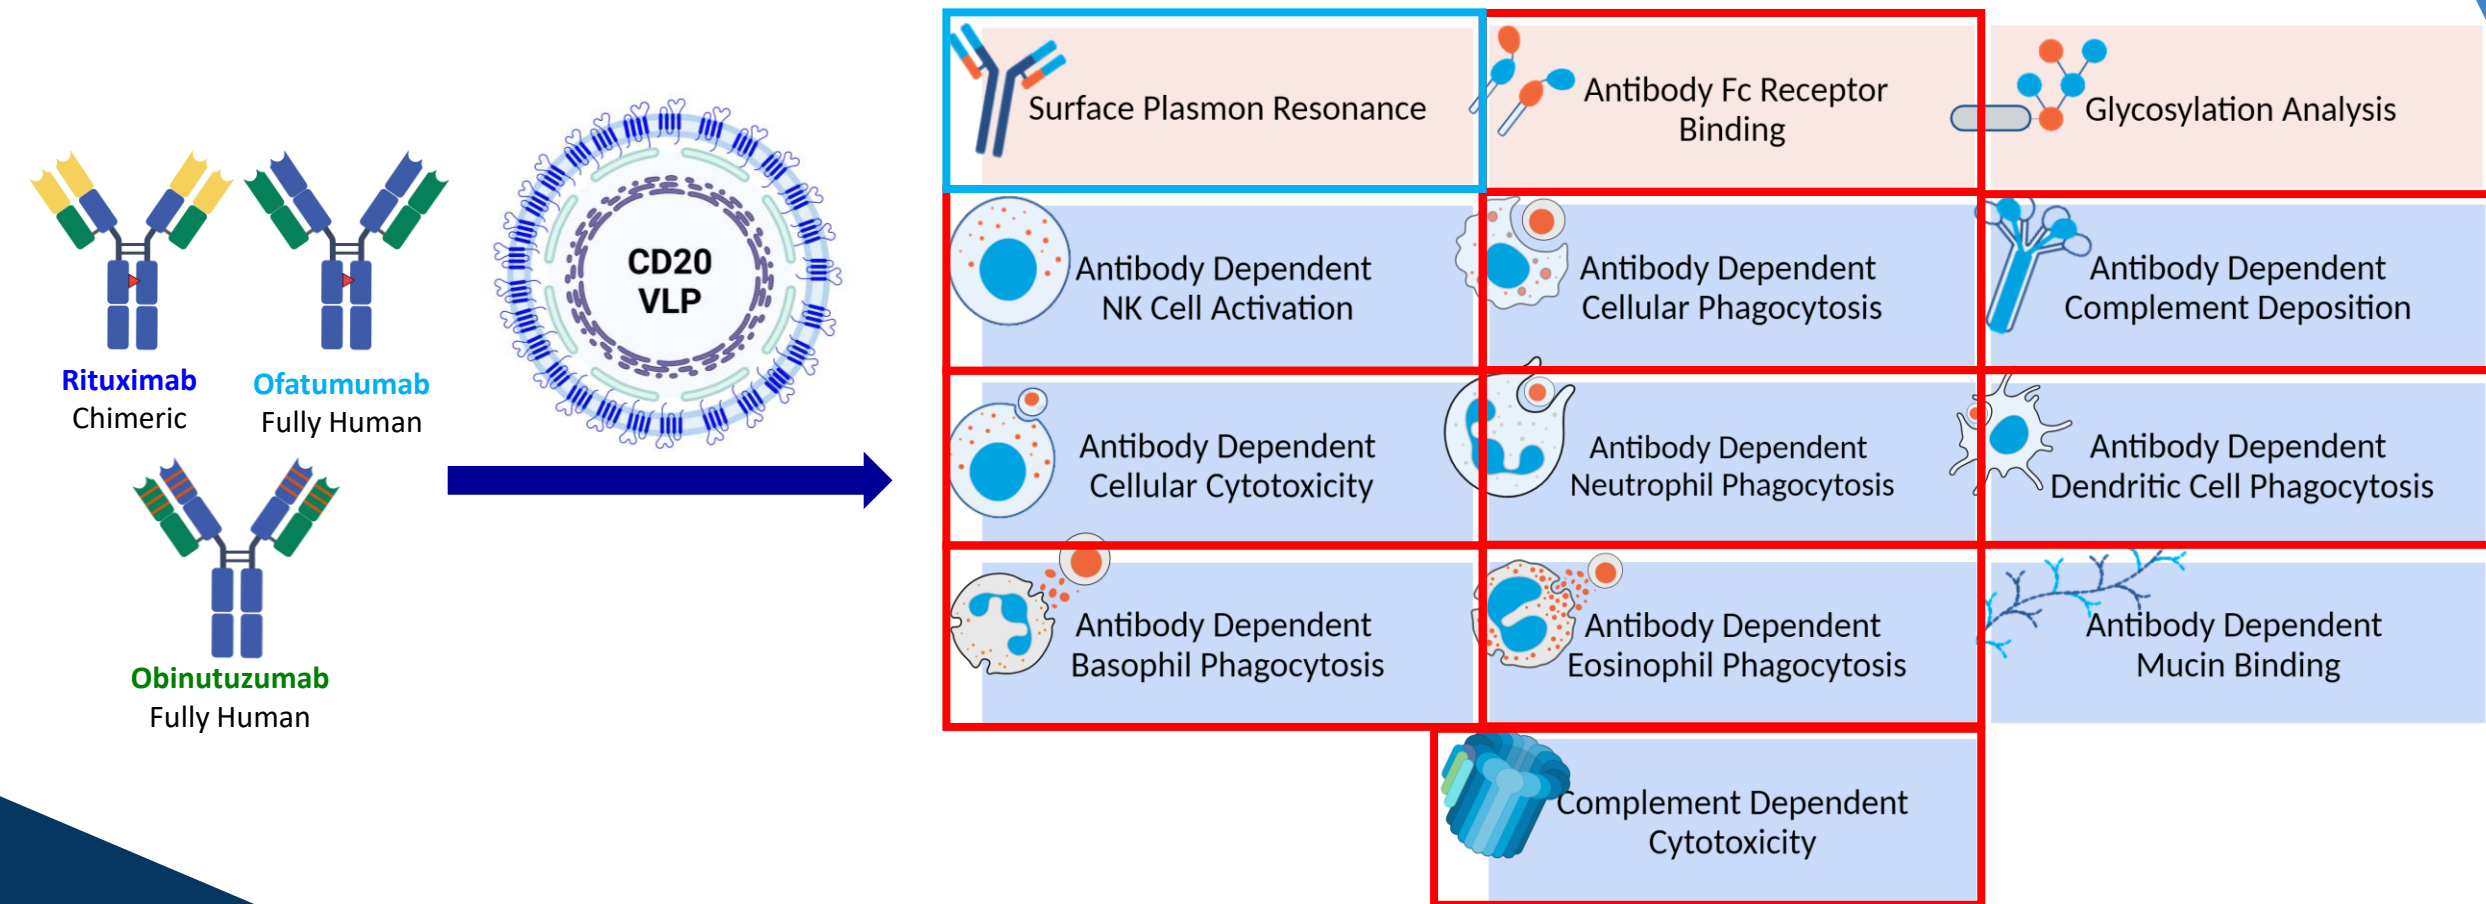 Rituximab
Chimeric
Ofatumumab
Fully Human
Obinutuzumab
Fully Human
CD20
VLP
Surface Plasmon Resonance
Antibody Fc Receptor
Binding
Glycosylation Analysis
Antibody Dependent
NK Cell Activation
Antibody Dependent
Cellular Phagocytosis
Antibody Dependent
Complement Deposition
Antibody Dependent
Cellular Cytotoxicity
Antibody Dependent
Neutrophil Phagocytosis
Antibody Dependent
Dendritic Cell Phagocytosis
Antibody Dependent
Basophil Phagocytosis
Antibody Dependent
Eosinophil Phagocytosis
Antibody Dependent
Mucin Binding
Complement Dependent
Cytotoxicity